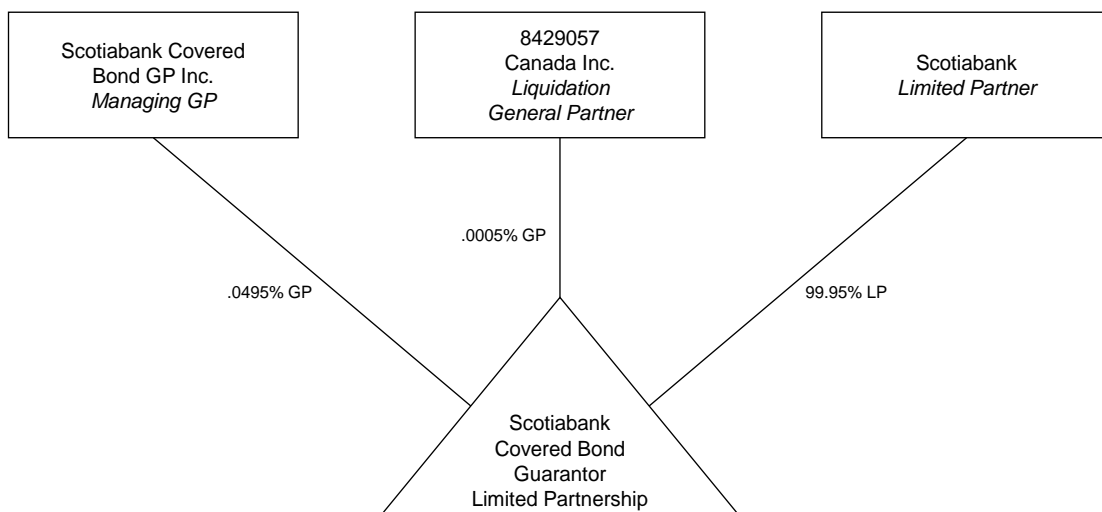 Scotiabank Covered
Bond GP Inc.
Managing GP
8429057
Canada Inc.
Liquidation
General Partner
Scotiabank
Limited Partner
.0005% GP
.0495% GP
99.95% LP
Scotiabank
Covered Bond
Guarantor
Limited Partnership